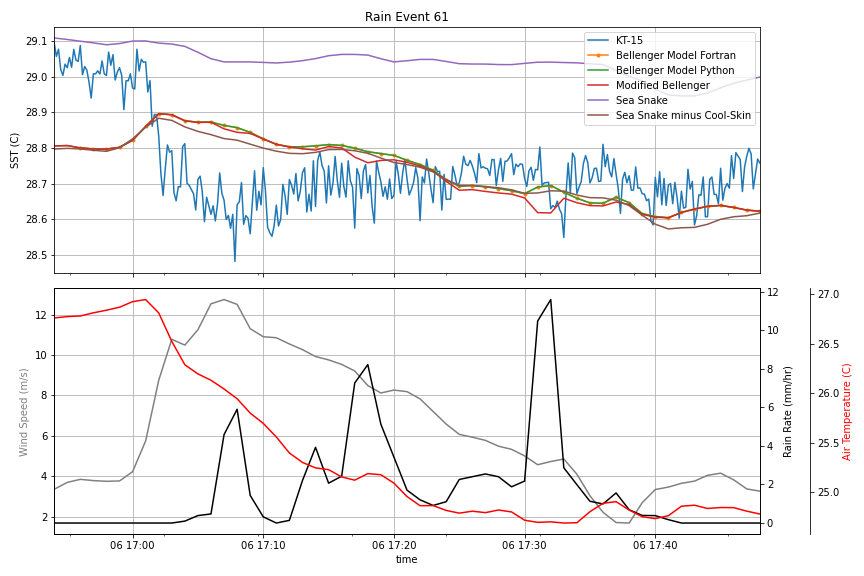 Rain Event 61
29.1
29.0
28.9
28.8
28.7
28.6
28.5
SST (C)
KT-15
Bellenger Model Fortran
Bellenger Model Python
Modified Bellenger
Sea Snake
Sea Snake minus Cool-Skin
12
10
8
6
4
2
Wind Speed (m/s)
12
10
8
6
4
2
0
Rain Rate (mm/hr)
27.0
26.5
26.0
25.5
25.0
Air Temperature (C)
06 17:00
06 17:10
06 17:20
06 17:30
06 17:40
time